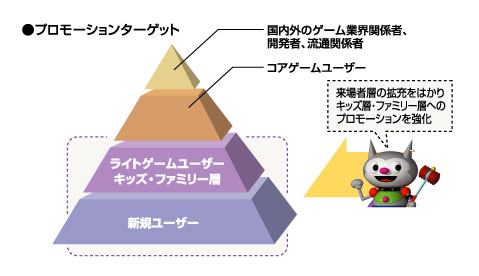 ●プロモーションターゲット
国内外のゲーム業界関係者、
開発者、流通関係者
コアゲームユーザー
来場者層の拡充をはかり
キッズ層・ファミリー層への
プロモーションを強化
ライトゲームユーザー
キッズ・ファミリー層
新規ユーザー